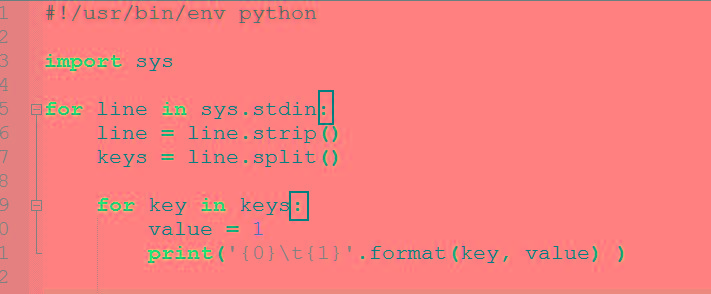 1 #!/usr/bin/env python
2
3 import sys
4
5 for line in sys.stdin:
6     line = line.strip()
7     keys = line.split()
8
9     for key in keys:
0         value = 1
1         print('{0}\t{1}'.format(key, value) )
2